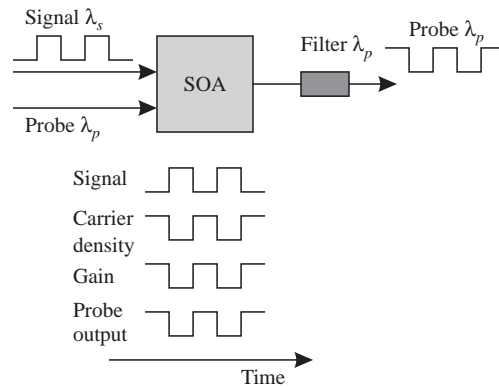 Signal λs
Probe λp
SOA
Filter λp
Probe λp
Signal
Carrier
density
Gain
Probe
output
Time